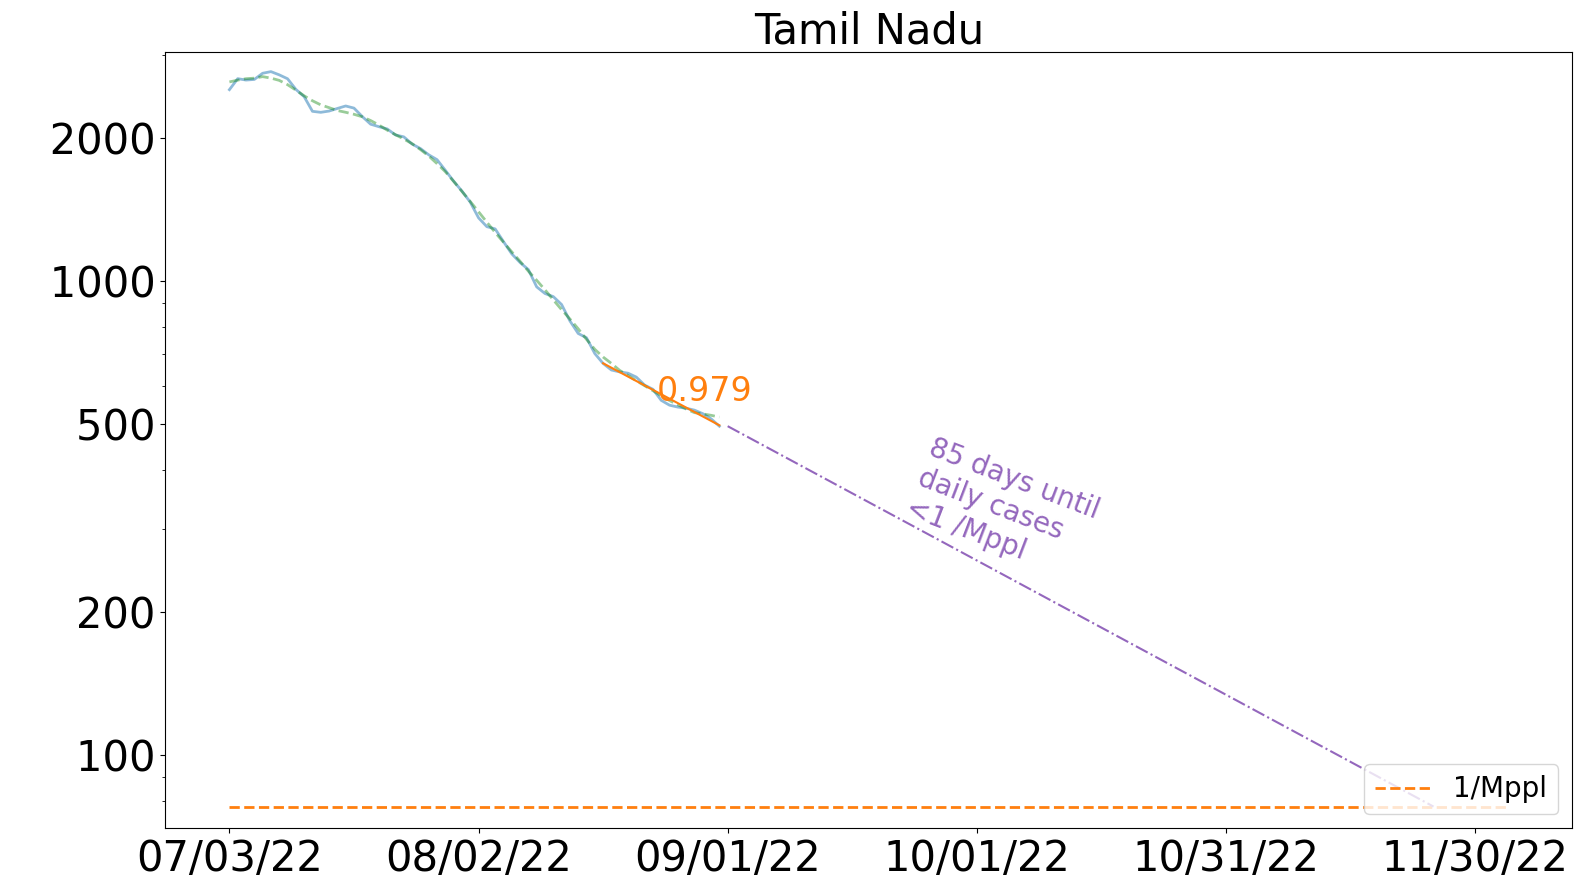 Tamil Nadu
2000
1000
500
200
100
0.979
85 days until
daily cases
<1 /Mppl
1/Mppl
07/03/22
08/02/22
09/01/22
10/01/22
10/31/22
11/30/22